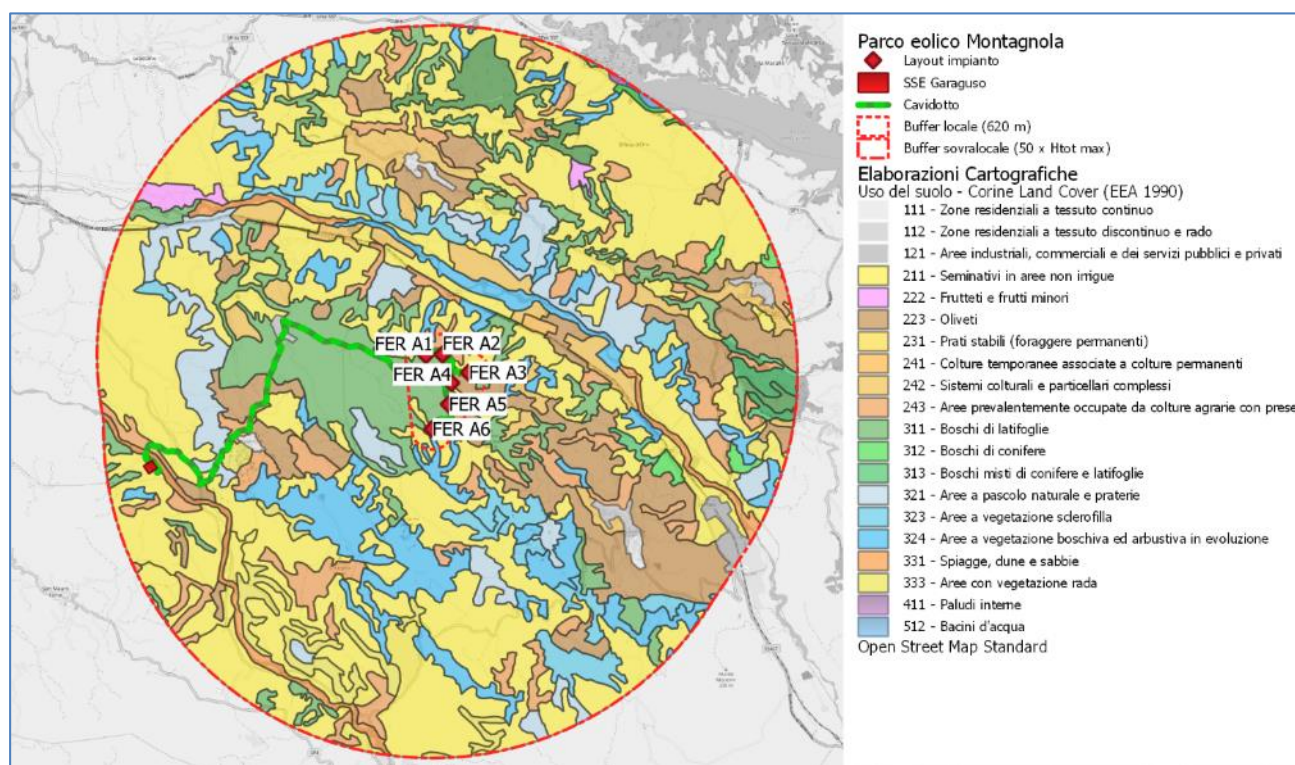 Parco eolico Montagnola
Layout impianto
SSE Garaguso
Cavidotto
Buffer locale (620 m)
Buffer sovralocale (50 x Htot max)
Elaborazioni Cartografiche
Uso del suolo - Corine Land Cover (EEA 1990)
111 - Zone residenziali a tessuto continuo
112 - Zone residenziali a tessuto discontinuo e rado
121 - Aree industriali, commerciali e dei servizi pubblici e privati
211 - Seminativi in aree non irrigue
222 - Frutteti e frutti minori
223 - Oliveti
231 - Prati stabili (foraggere permanenti)
241 - Colture temporanee associate a colture permanenti
242 - Sistemi colturali e particellari complessi
243 - Aree prevalentemente occupate da colture agrarie con prese
311 - Boschi di latifoglie
312 - Boschi di conifere
313 - Boschi misti di conifere e latifoglie
321 - Aree a pascolo naturale e praterie
323 - Aree a vegetazione sclerofilla
324 - Aree a vegetazione boschiva ed arbustiva in evoluzione
331 - Spiagge, dune e sabbie
333 - Aree con vegetazione rada
411 - Paludi interne
512 - Bacini d'acqua
Open Street Map Standard
FER A1
FER A2
FER A4
FER A3
FER A5
FER A6